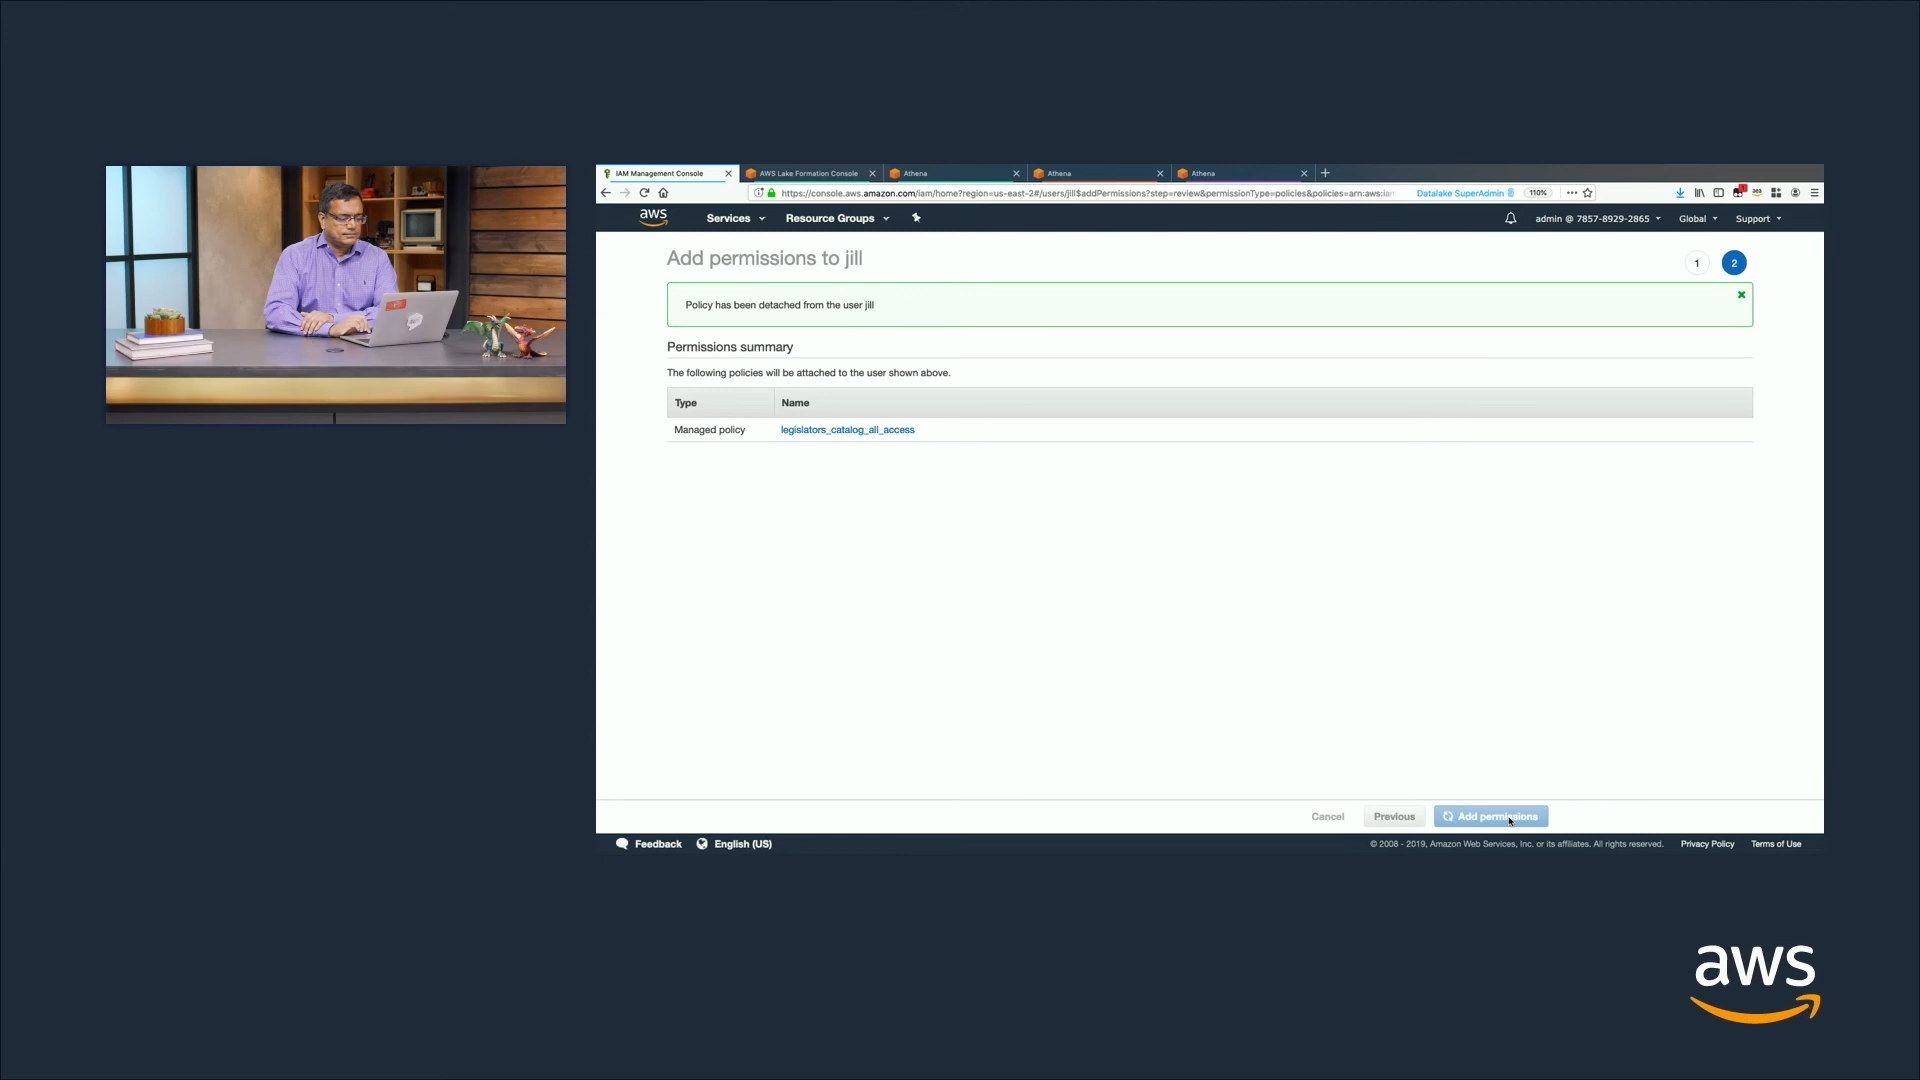 IAM Management Console
AWS Lake Formation Console
Athena
Athena
Athena
https://console.aws.amazon.com/iam/home?region=us-east-2#/users/jill$addPermissions?step=review&permissionType=policies&policies=arn:aws:iam
Datalake SuperAdmin
110%
aws
Services
Resource Groups
admin @ 7857-8929-2865
Global
Support
Add permissions to jill
1
2
Policy has been detached from the user jill
Permissions summary
The following policies will be attached to the user shown above.
Type
Name
Managed policy
legislators_catalog_all_access
Cancel
Previous
Add permissions
Feedback
English (US)
© 2008 - 2019, Amazon Web Services, Inc. or its affiliates. All rights reserved.
Privacy Policy
Terms of Use
aws